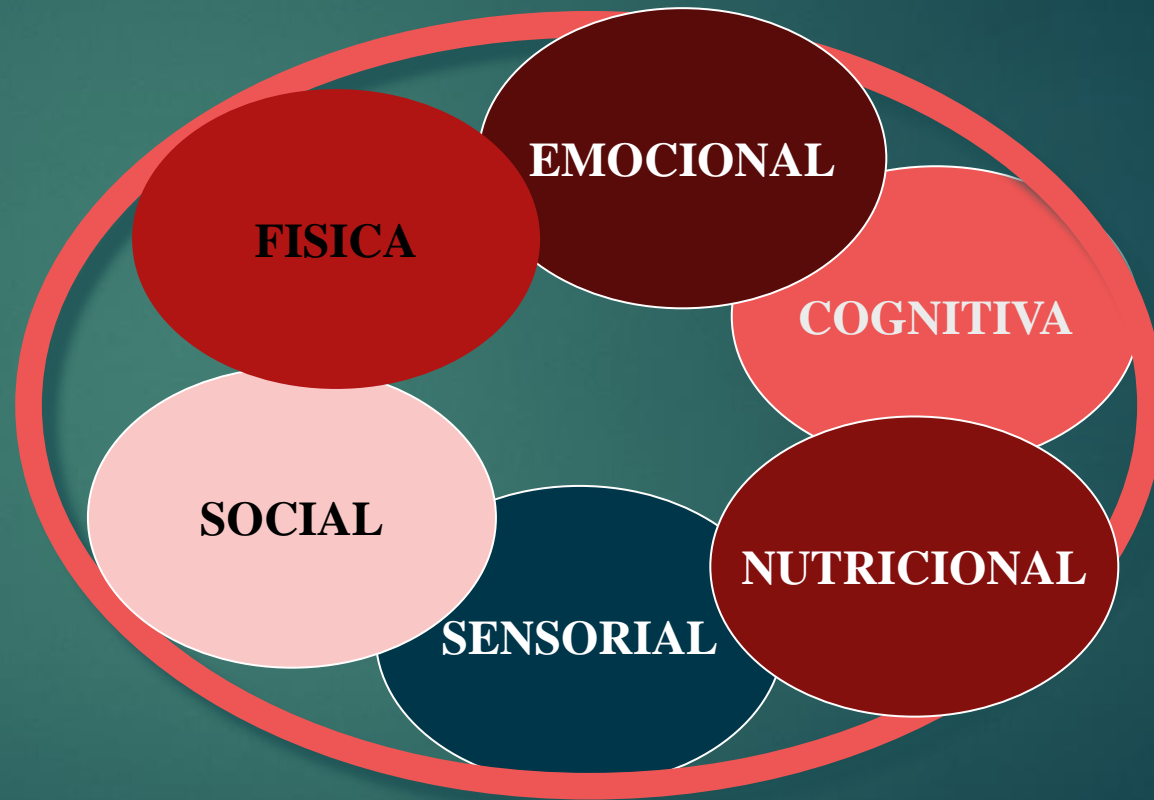 EMOCIONAL
FISICA
COGNITIVA
SOCIAL
NUTRICIONAL
SENSORIAL